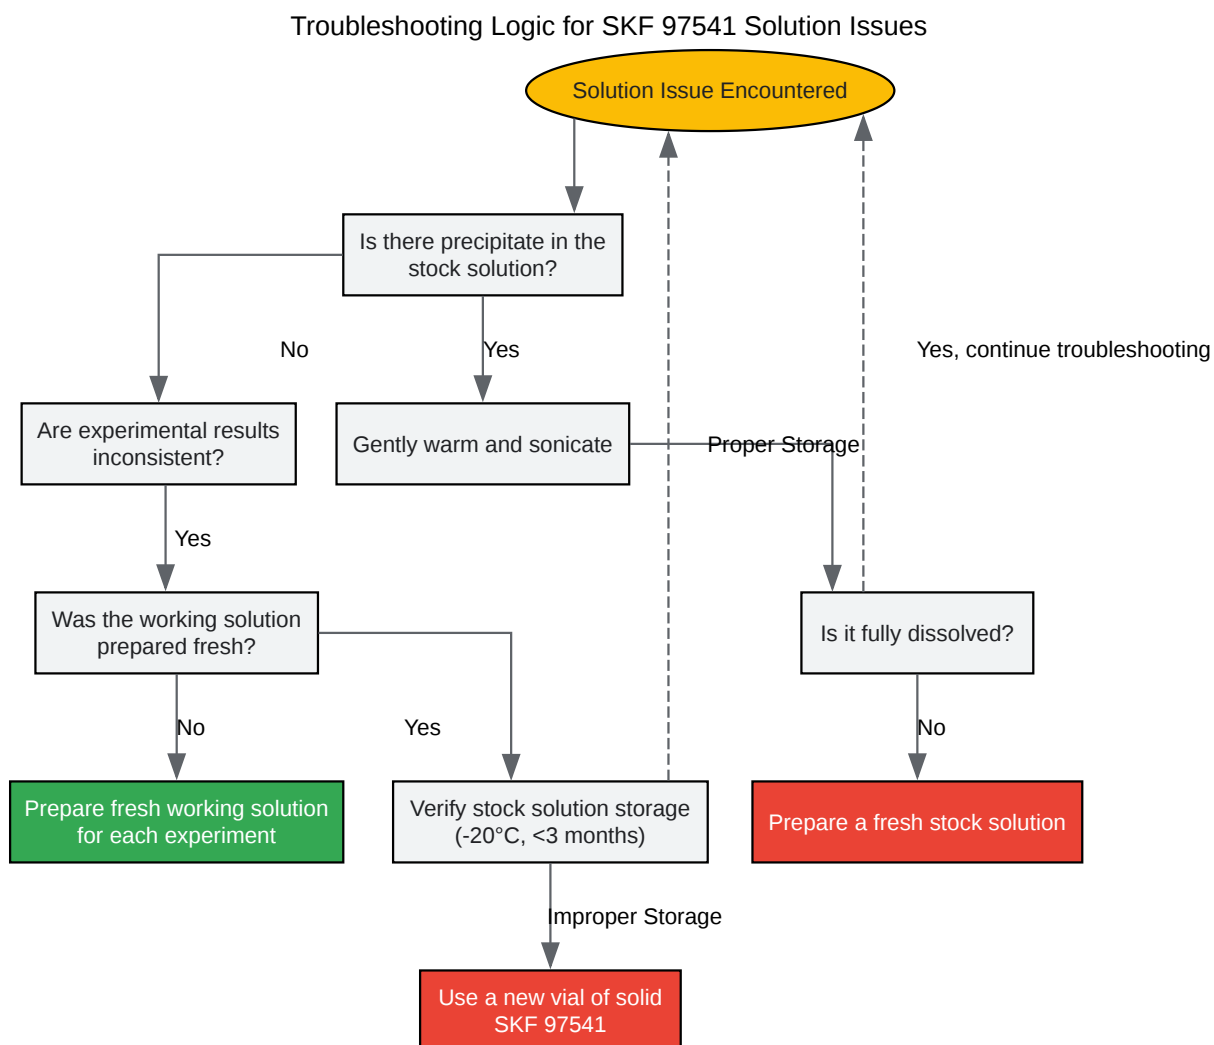 Troubleshooting Logic for SKF 97541 Solution Issues
Solution Issue Encountered
Is there precipitate in the
stock solution?
No
Yes
Yes, continue troubleshooting
Are experimental results
inconsistent?
Gently warm and sonicate
Proper Storage
Yes
Was the working solution
prepared fresh?
Is it fully dissolved?
No
Yes
No
Prepare fresh working solution
for each experiment
Verify stock solution storage
(-20°C, <3 months)
Prepare a fresh stock solution
Improper Storage
Use a new vial of solid
SKF 97541